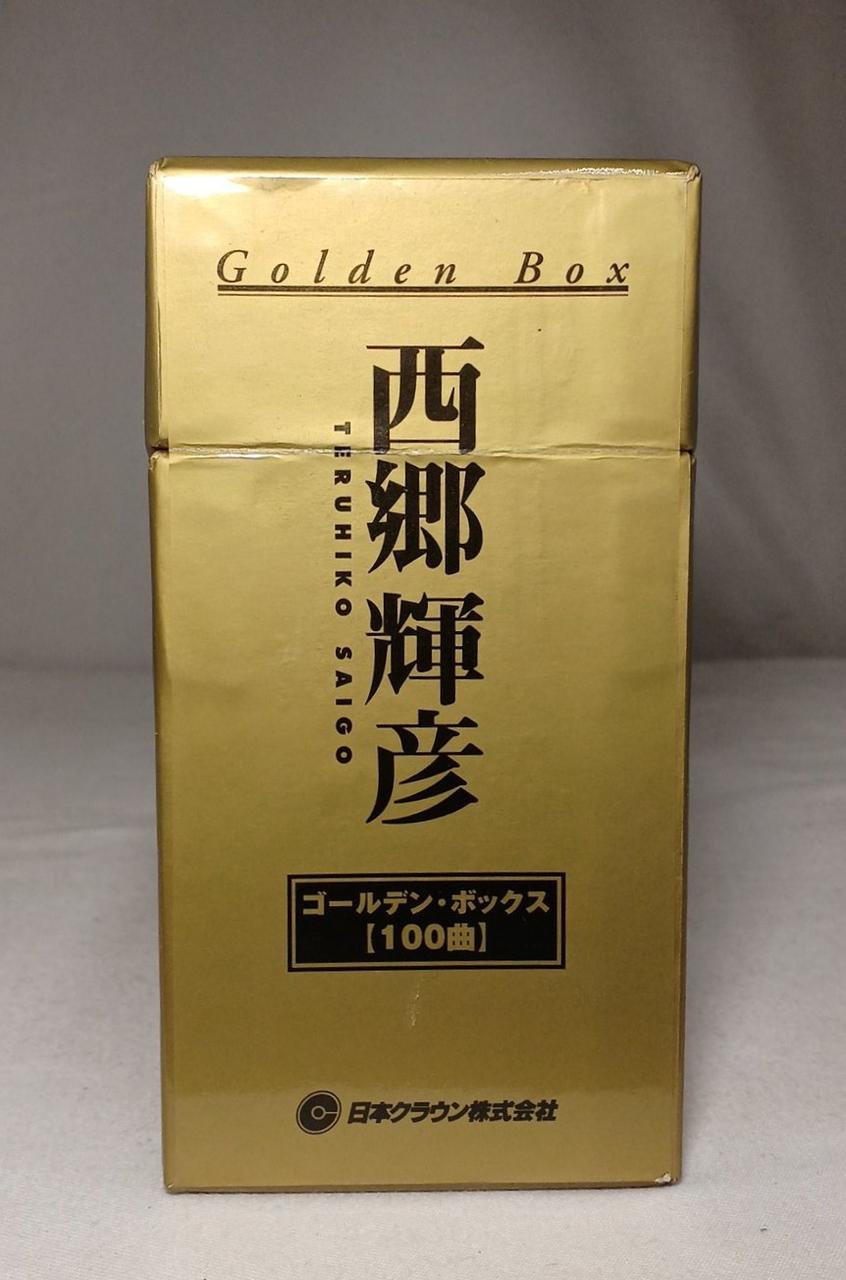 Golden Box
西郷輝彦
TERUHIKO SAIGO
ゴールデン・ボックス
【100曲】
日本クラウン株式会社